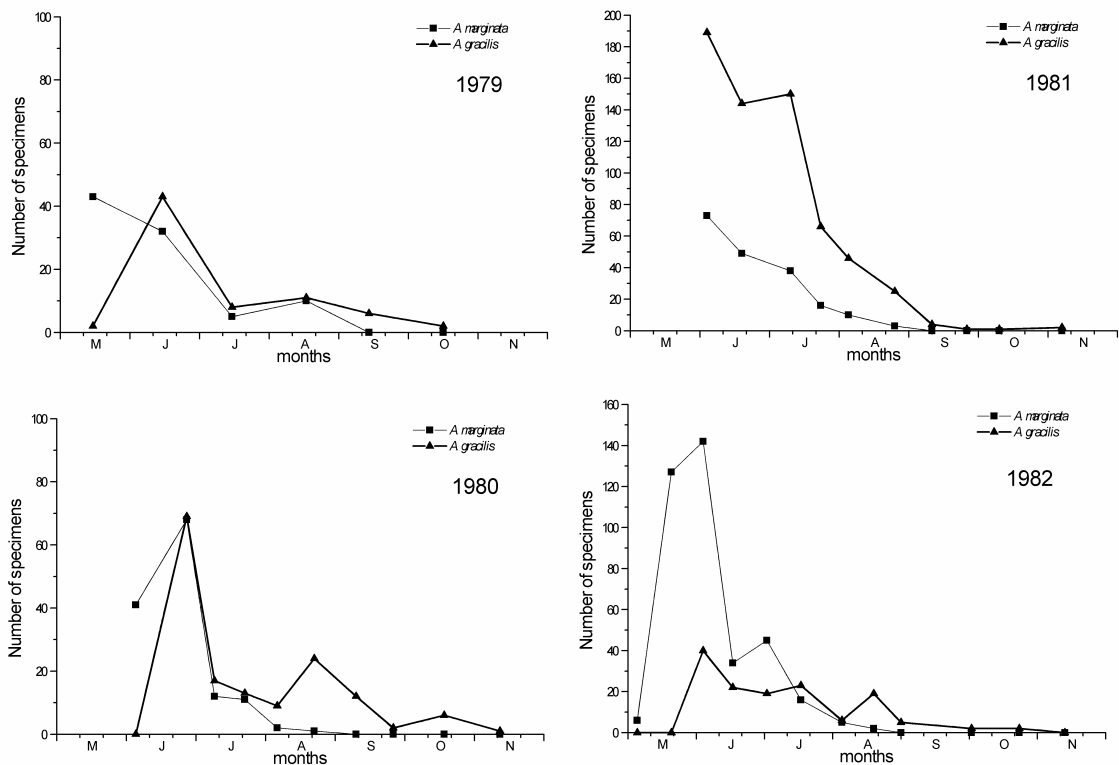 100
80
60
40
20
0
Number of specimens
A marginata
A gracilis
1979
M J J A S O N
months
200
180
160
140
120
100
80
60
40
20
0
Number of specimens
A marginata
A gracilis
1981
M J J A S O N
months
100
80
60
40
20
0
Number of specimens
A marginata
A gracilis
1980
M J J A S O N
months
160
140
120
100
80
60
40
20
0
Number of specimens
A marginata
A gracilis
1982
M J J A S O N
months